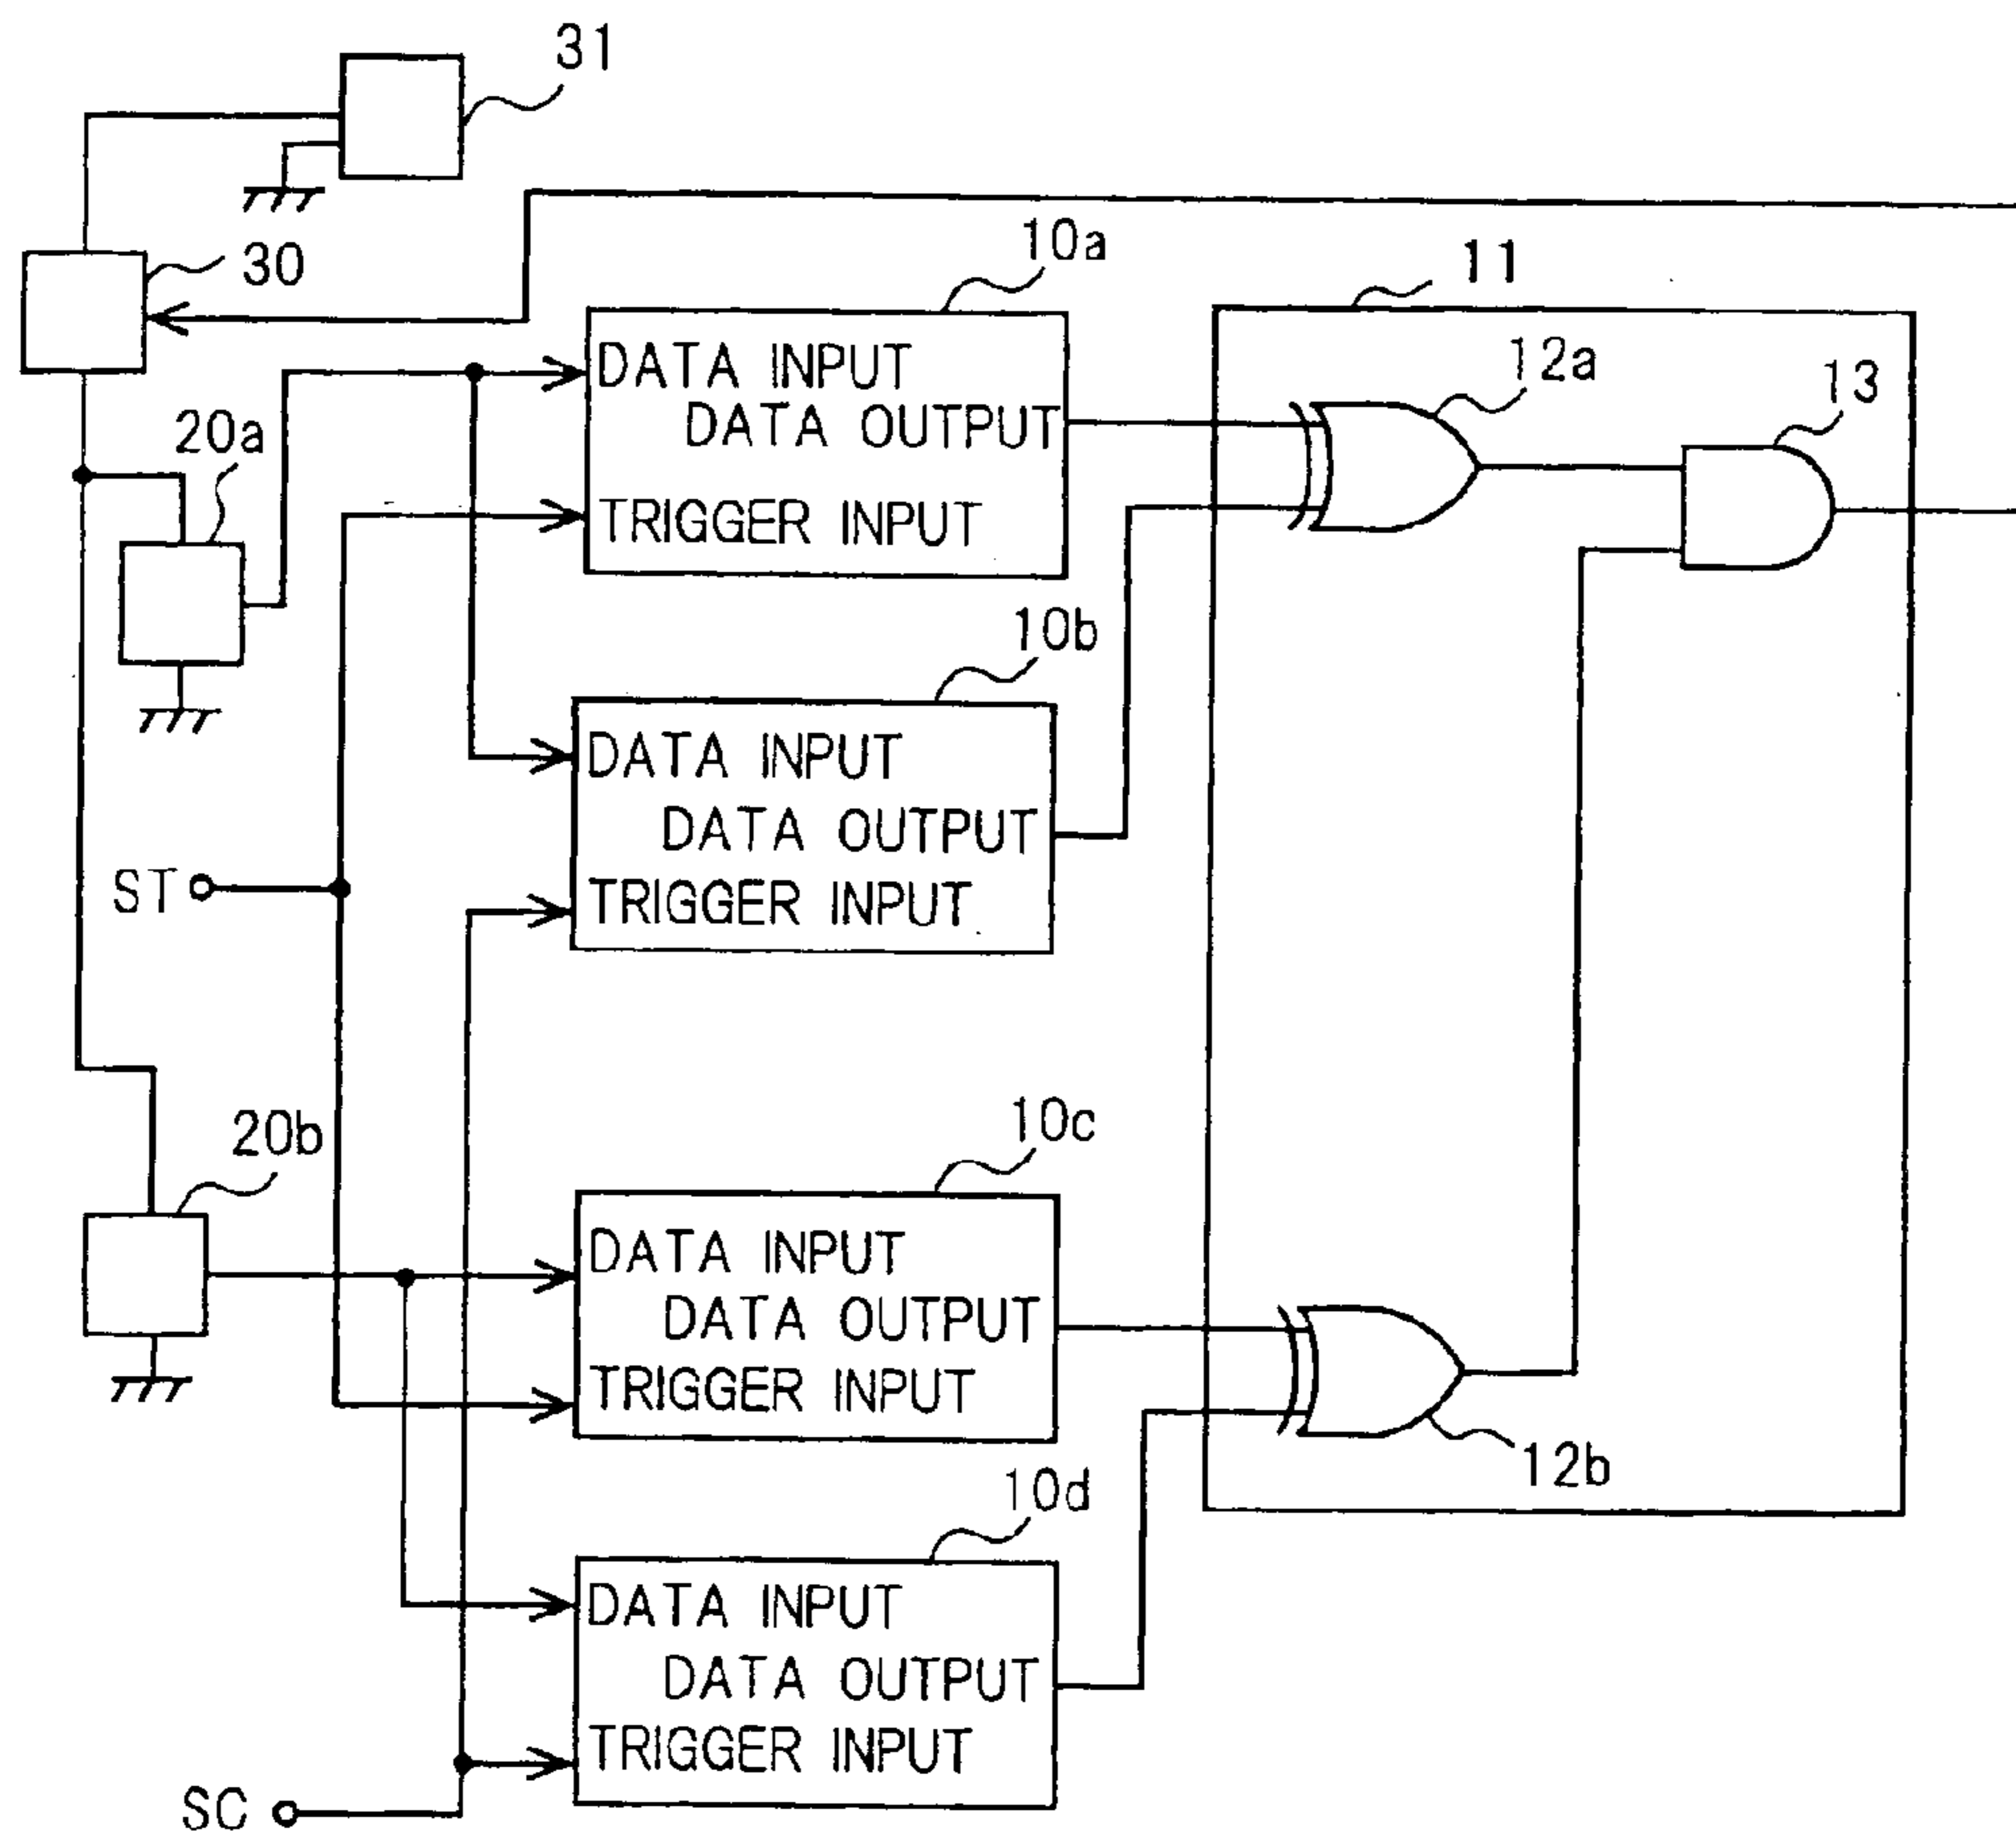 31
30
10a
11
DATA INPUT
DATA OUTPUT
TRIGGER INPUT
12a
13
20a
10b
DATA INPUT
DATA OUTPUT
TRIGGER INPUT
ST
20b
10c
DATA INPUT
DATA OUTPUT
TRIGGER INPUT
12b
10d
DATA INPUT
DATA OUTPUT
TRIGGER INPUT
SC